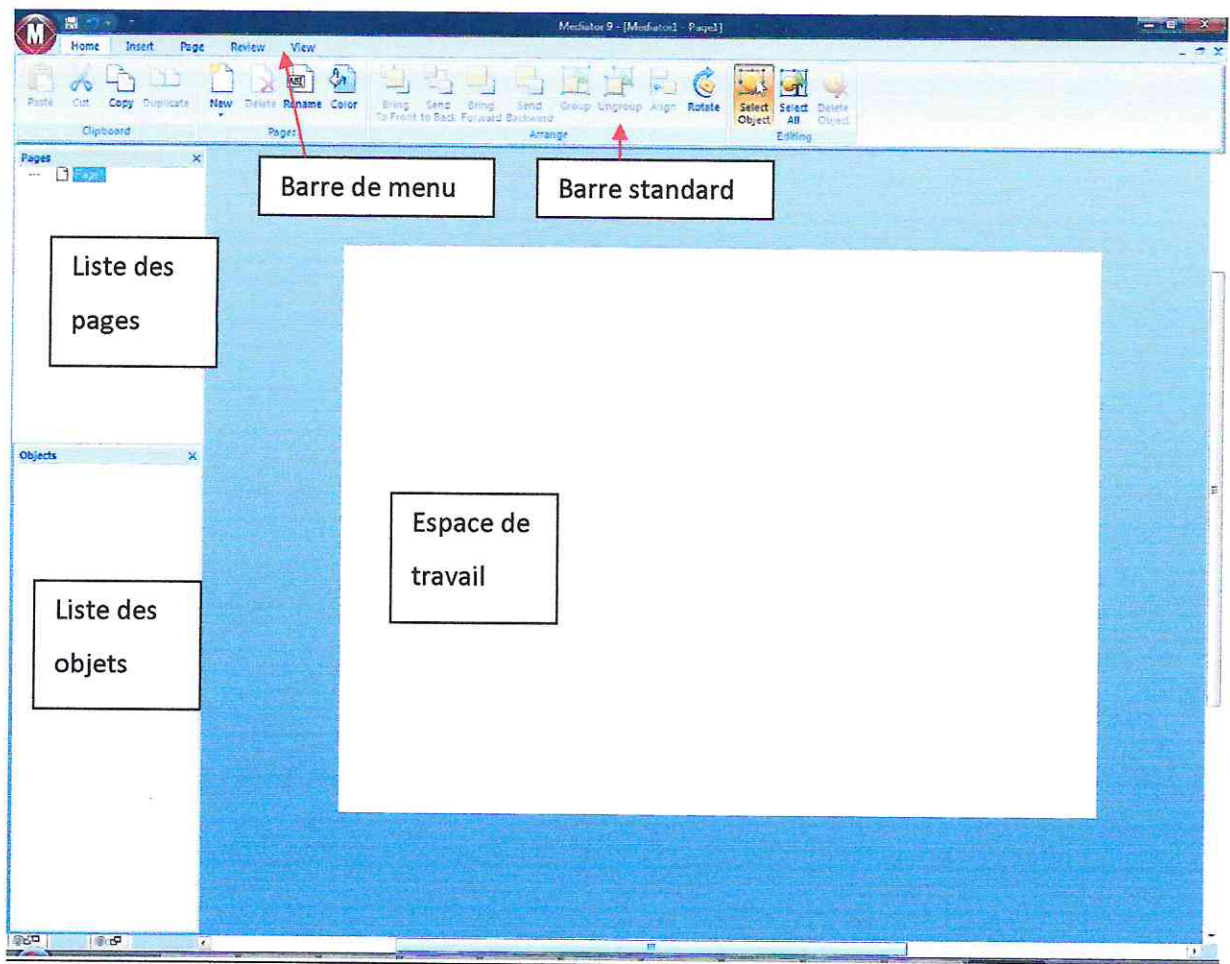 Mediator 9 - [Mediator1 - Page1]
M
Home Insert Page Review View
Paste Cut Copy Duplicate New Delete Rename Color Bring Send Bring Send Group Ungroup Align Rotate Select Select Delete
To Front to Back Forward Backward Object All Object
Clipboard Pages Arrange Editing
Pages
Page1
Barre de menu
Barre standard
Liste des
pages
Objects
Espace de
travail
Liste des
objets